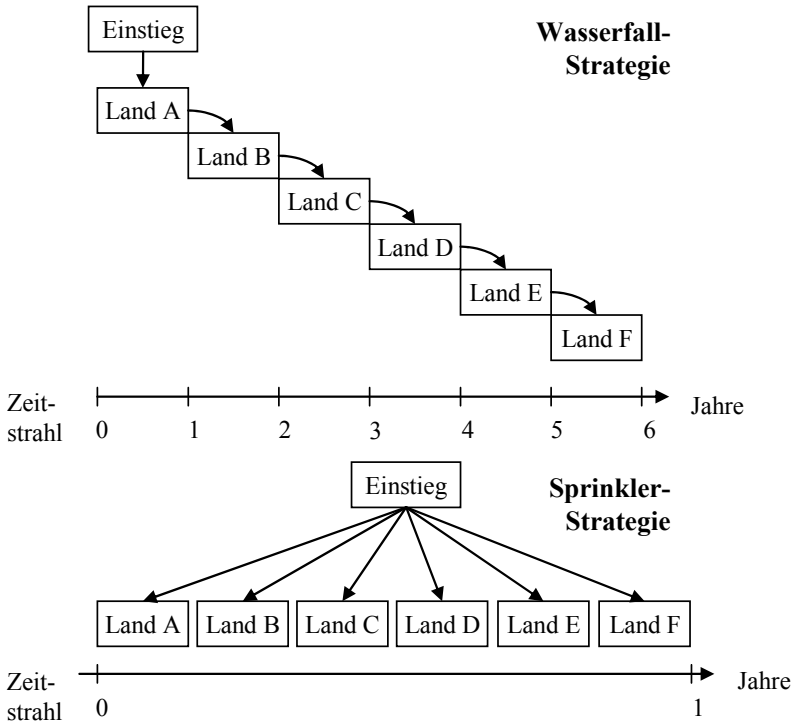 Einstieg
Wasserfall-
Strategie
Land A
Land B
Land C
Land D
Land E
Land F
Zeit-
strahl
0 1 2 3 4 5 6
Jahre
Einstieg
Sprinkler-
Strategie
Land A Land B Land C Land D Land E Land F
Zeit-
strahl
0 1
Jahre